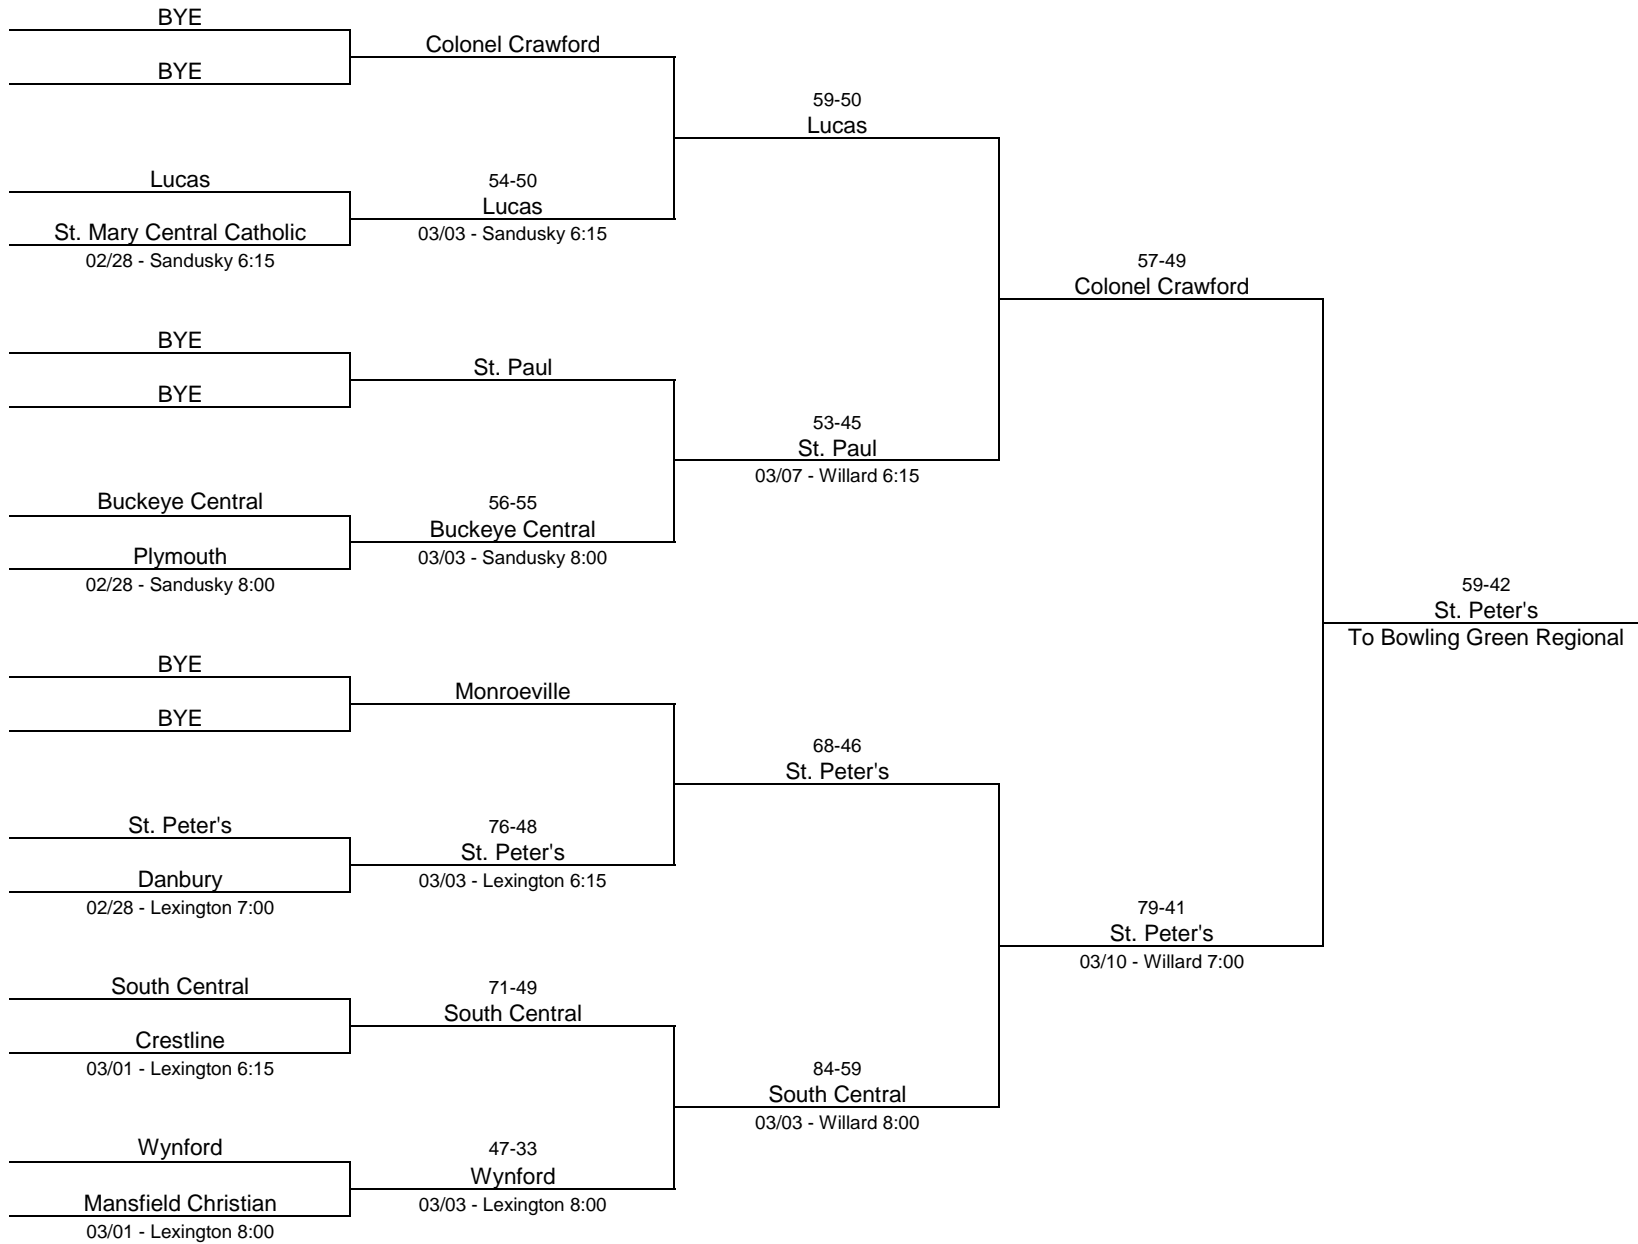 BYE
BYE
Lucas
St. Mary Central Catholic
02/28 - Sandusky 6:15
BYE
BYE
Buckeye Central
Plymouth
02/28 - Sandusky 8:00
BYE
BYE
St. Peter's
Danbury
02/28 - Lexington 7:00
South Central
Crestline
03/01 - Lexington 6:15
Wynford
Mansfield Christian
03/01 - Lexington 8:00
Colonel Crawford
54-50
Lucas
03/03 - Sandusky 6:15
St. Paul
56-55
Buckeye Central
03/03 - Sandusky 8:00
Monroeville
76-48
St. Peter's
03/03 - Lexington 6:15
71-49
South Central
47-33
Wynford
03/03 - Lexington 8:00
59-50
Lucas
53-45
St. Paul
03/07 - Willard 6:15
68-46
St. Peter's
84-59
South Central
03/03 - Willard 8:00
57-49
Colonel Crawford
79-41
St. Peter's
03/10 - Willard 7:00
59-42
St. Peter's
To Bowling Green Regional